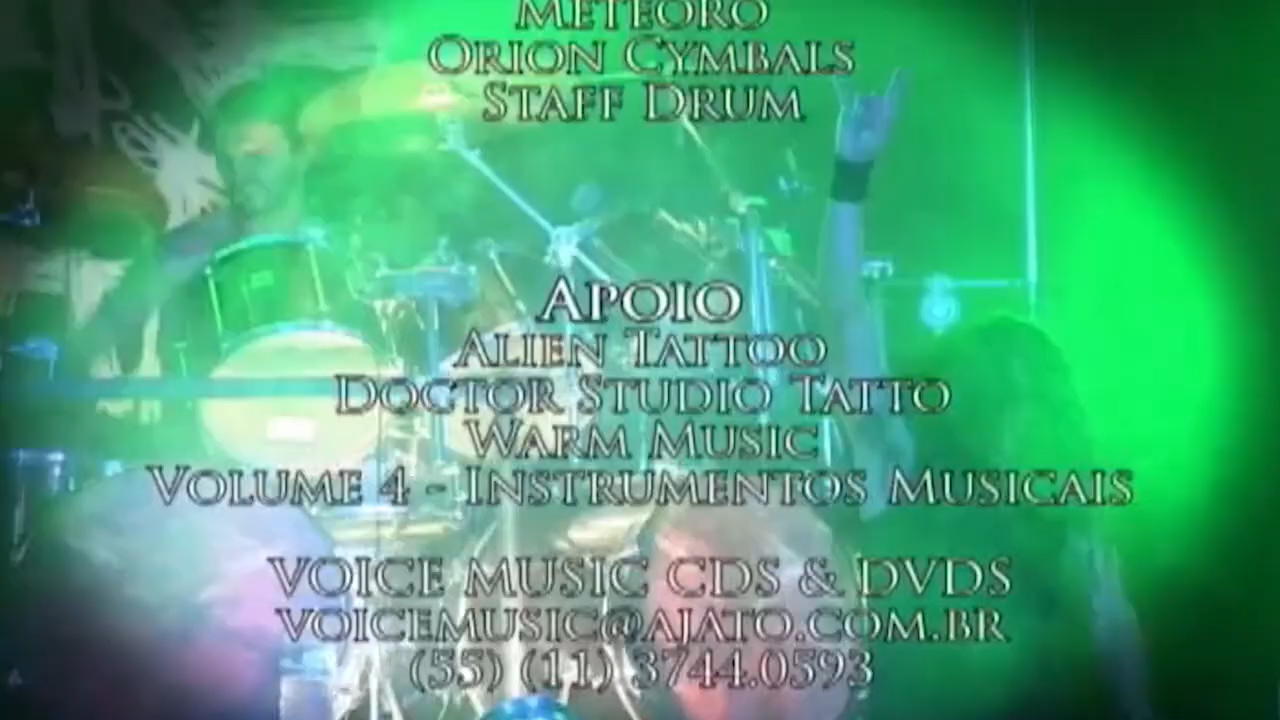 METEORO
ORION CYMBALS
STAFF DRUM
APOIO
ALIEN TATTOO
DOCTOR STUDIO TATTO
WARM MUSIC
VOLUME 4 - INSTRUMENTOS MUSICAIS
VOICE MUSIC CDS & DVDS
VOICEMUSIC@AJATO.COM.BR
(55) (11) 3744.0593